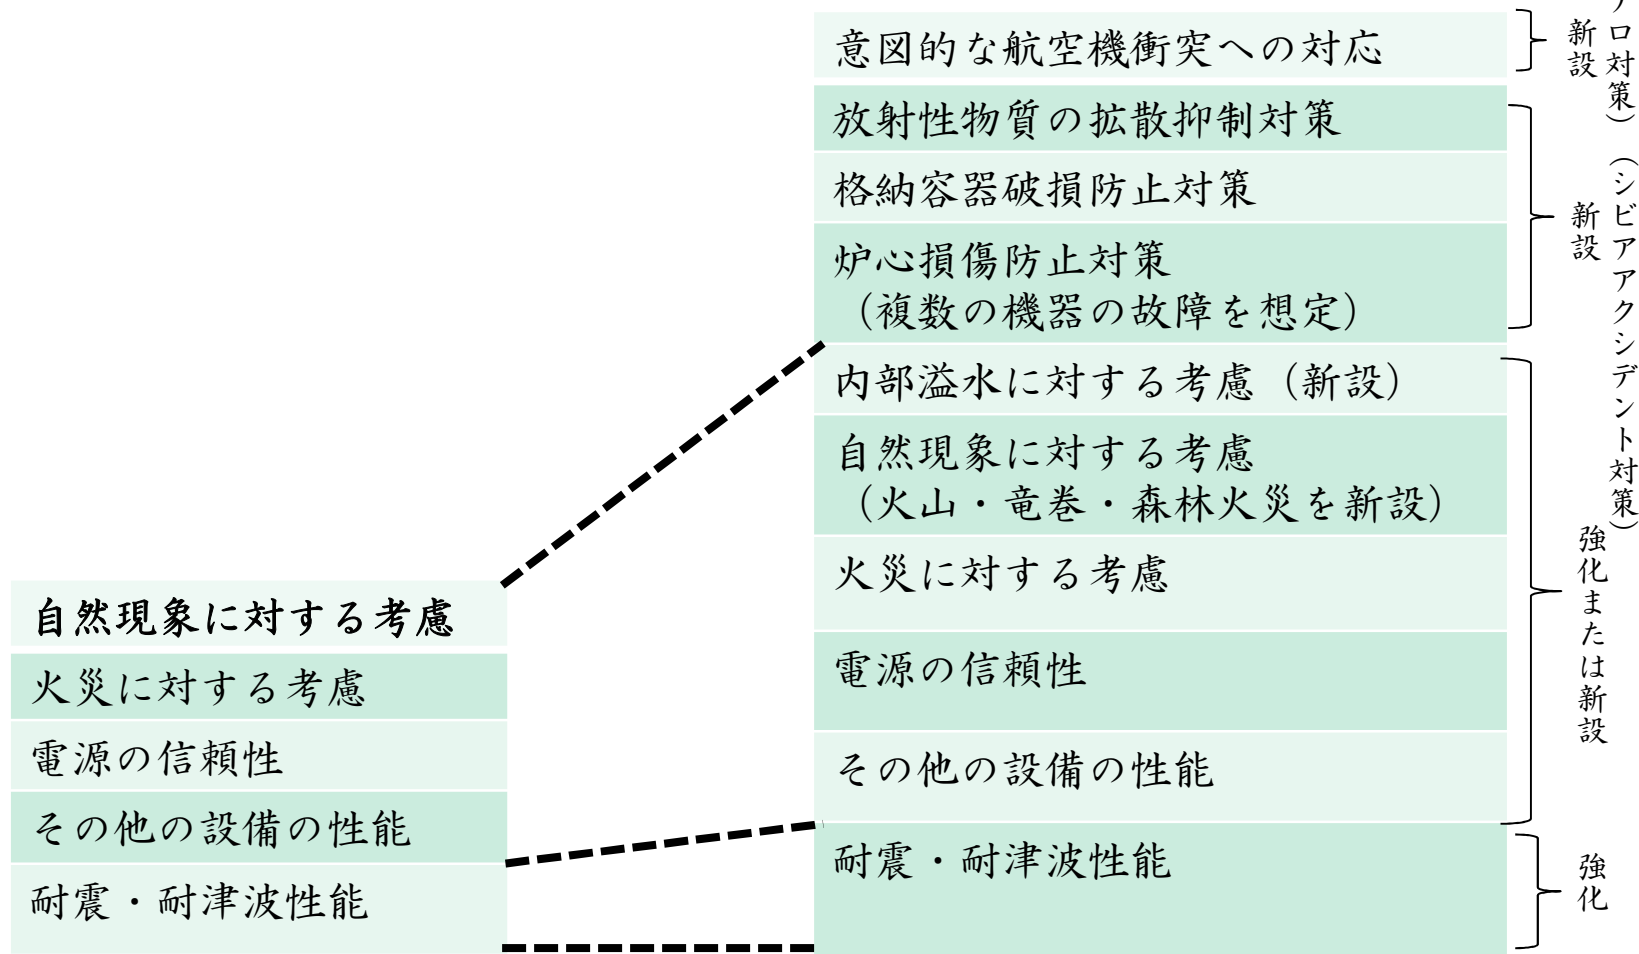 自然現象に対する考慮
火災に対する考慮
電源の信頼性
その他の設備の性能
耐震・耐津波性能
意図的な航空機衝突への対応
放射性物質の拡散抑制対策
格納容器破損防止対策
炉心損傷防止対策
（複数の機器の故障を想定）
内部溢水に対する考慮（新設）
自然現象に対する考慮
（火山・竜巻・森林火災を新設）
火災に対する考慮
電源の信頼性
その他の設備の性能
耐震・耐津波性能
ロ対策）
新設
（シビアアクシデント対策）
新設
強化または新設
強化